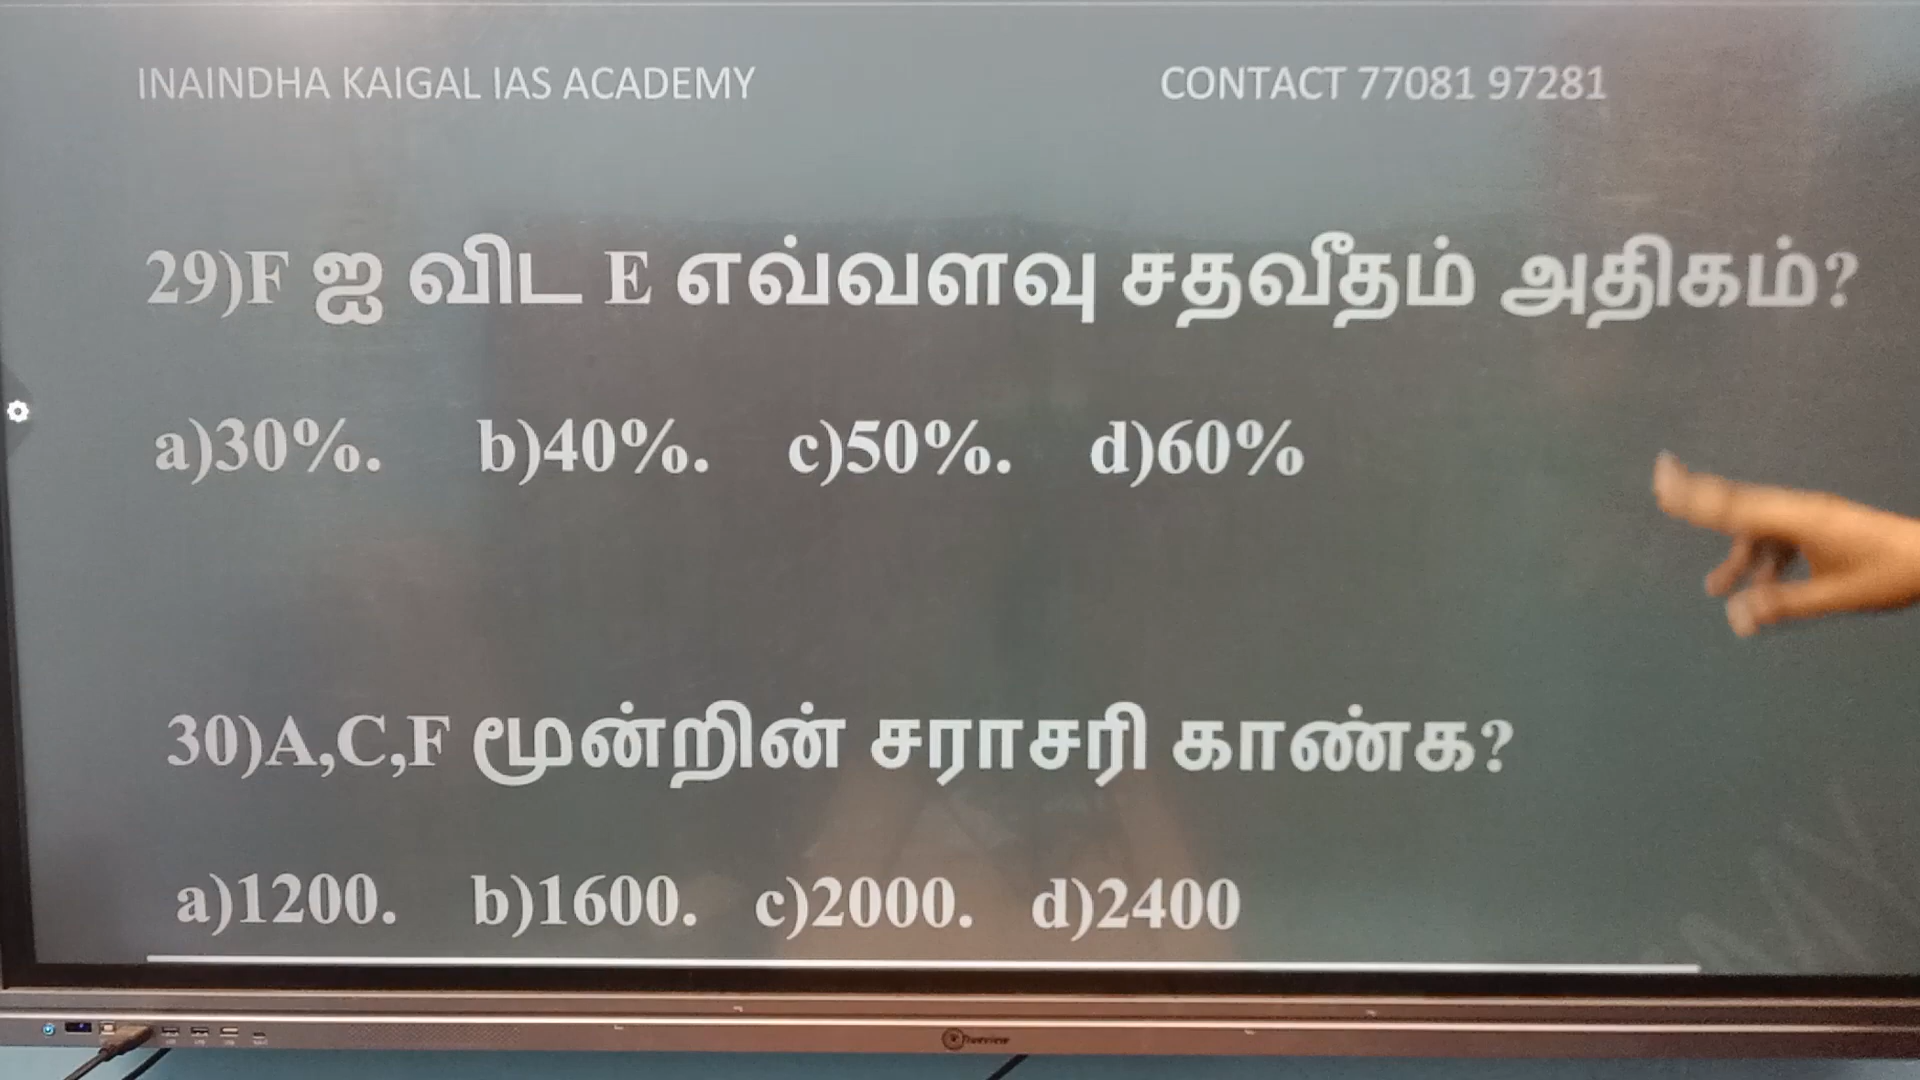 INAINDHA KAIGAL IAS ACADEMY CONTACT 77081 97281
29)F ஐ விட E எவ்வளவு சதவீதம் அதிகம்?
a)30%. b)40%. c)50%. d)60%
30)A,C,F மூன்றின் சராசரி காண்க?
a)1200. b)1600. c)2000. d)2400